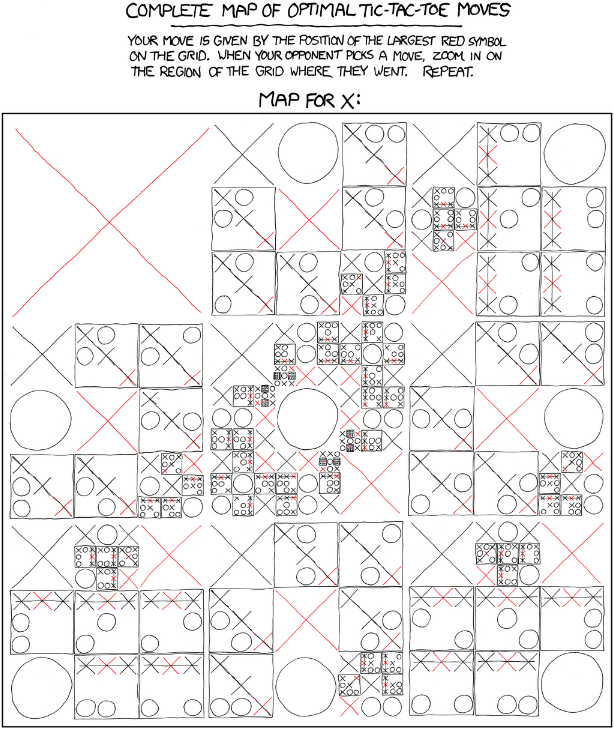 COMPLETE MAP OF OPTIMAL TIC-TAC-TOE MOVES
YOUR MOVE IS GIVEN BY THE POSITION OF THE LARGEST RED SYMBOL
ON THE GRID. WHEN YOUR OPPONENT PICKS A MOVE, ZOOM IN ON
THE REGION OF THE GRID WHERE THEY WENT. REPEAT.
MAP FOR X: